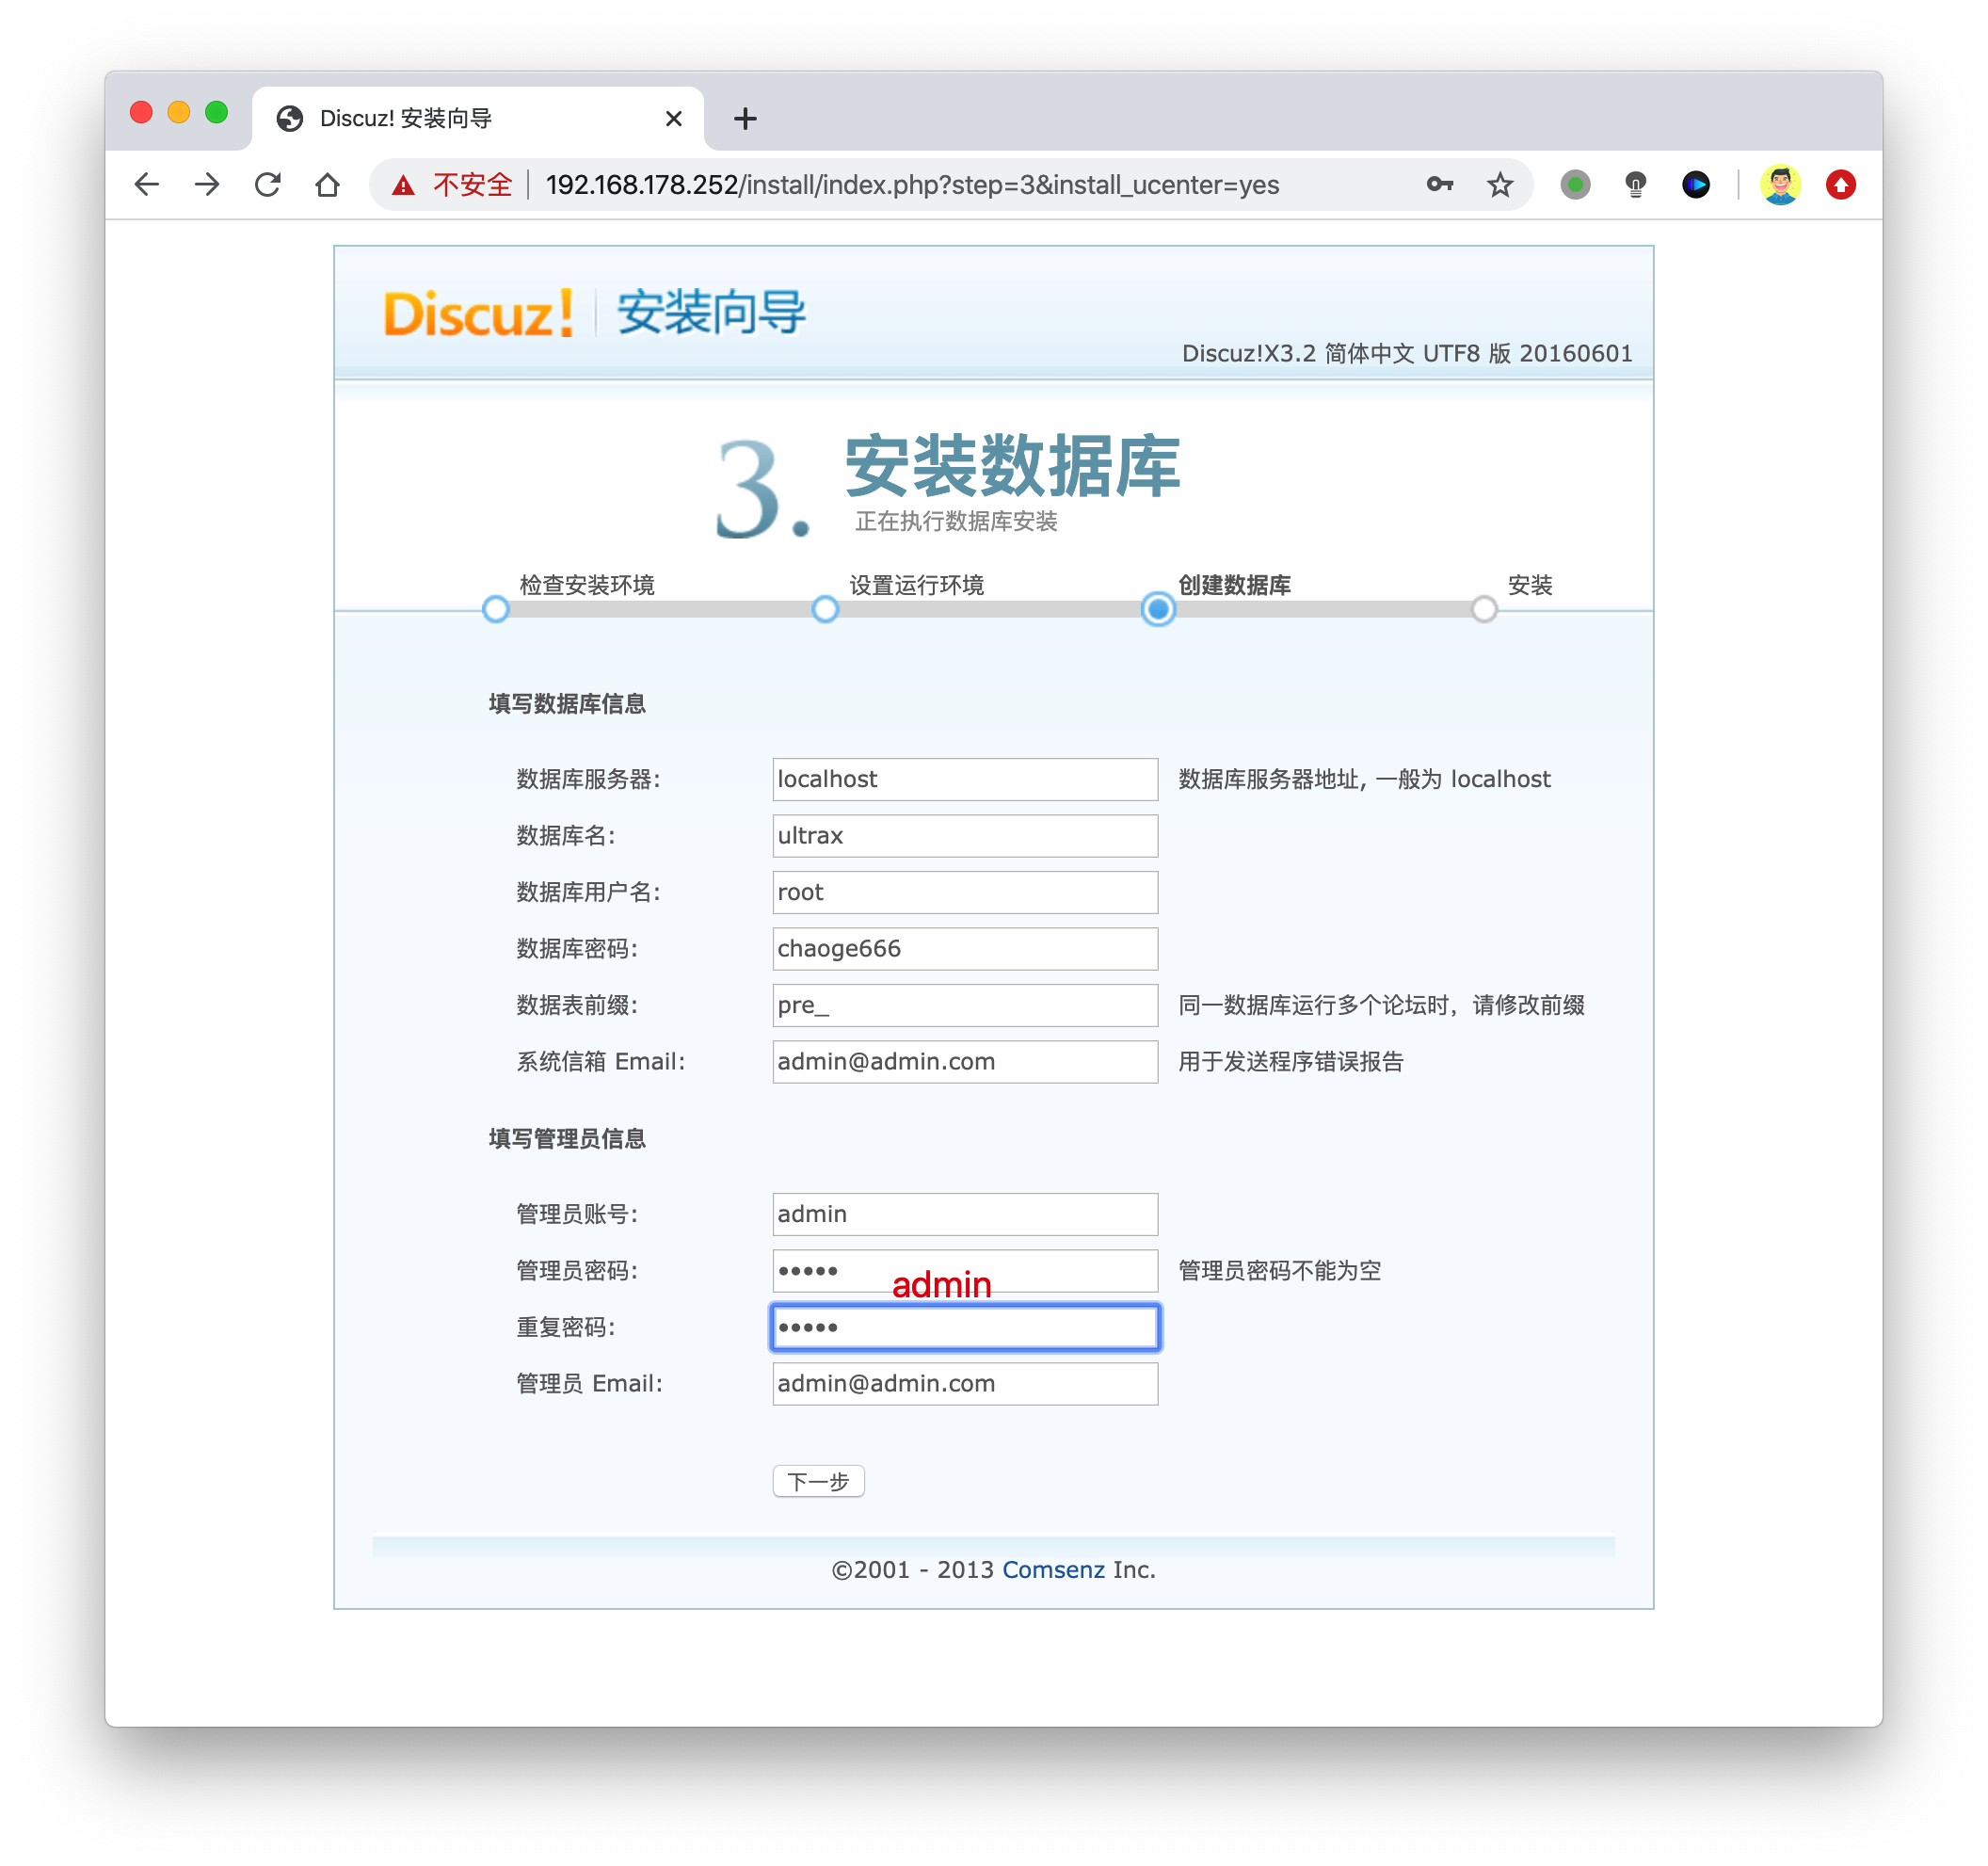 Discuz! 安装向导
不安全 192.168.178.252/install/index.php?step=3&install_ucenter=yes
Discuz! 安装向导
Discuz!X3.2 简体中文 UTF8 版 20160601
3. 安装数据库
正在执行数据库安装
检查安装环境 设置运行环境 创建数据库 安装
填写数据库信息
数据库服务器: localhost 数据库服务器地址, 一般为 localhost
数据库名: ultrax
数据库用户名: root
数据库密码: chaoge666
数据表前缀: pre_ 同一数据库运行多个论坛时，请修改前缀
系统信箱 Email: admin@admin.com 用于发送程序错误报告
填写管理员信息
管理员账号: admin
管理员密码: ••••• 管理员密码不能为空
admin
重复密码: •••••
管理员 Email: admin@admin.com
下一步
©2001 - 2013 Comsenz Inc.